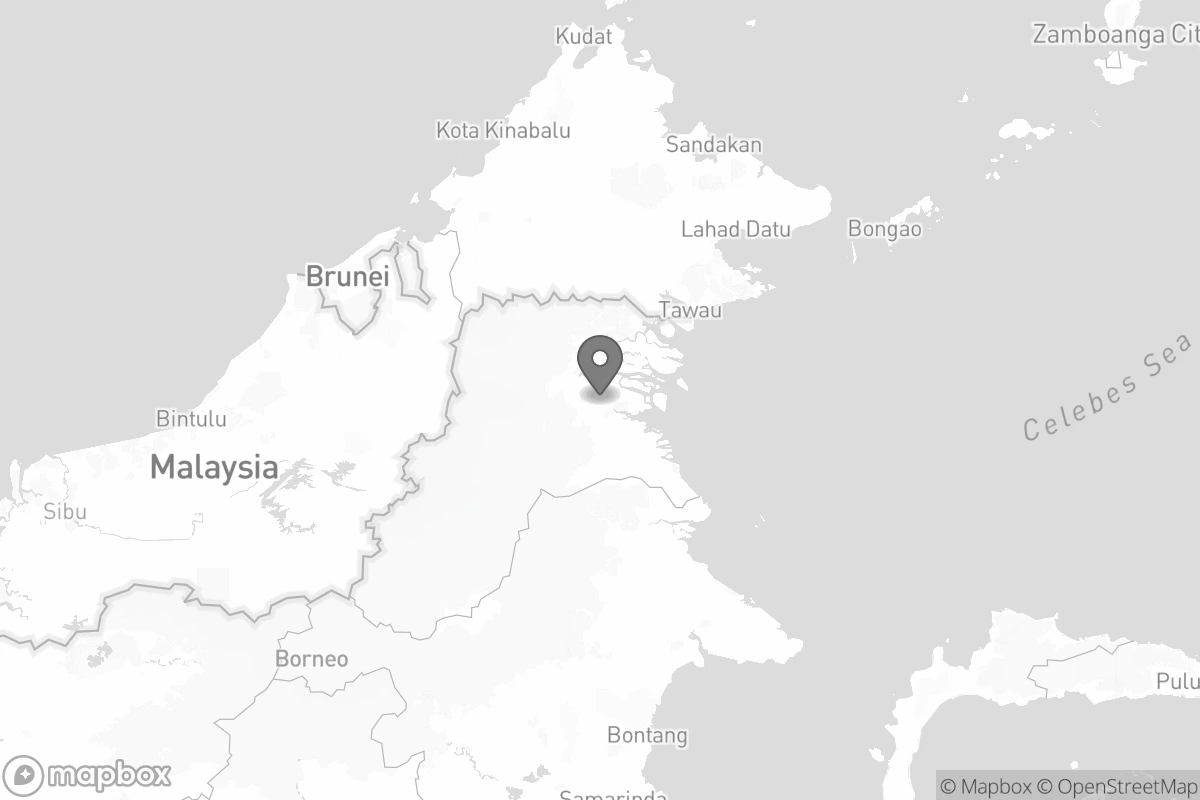 Kudat
Zamboanga Cit
Kota Kinabalu
Sandakan
Lahad Datu
Bongao
Brunei
Tawau
Celebes Sea
Bintulu
Malaysia
Sibu
Borneo
Pulu
Bontang
Samarinda
mapbox
© Mapbox © OpenStreetMap